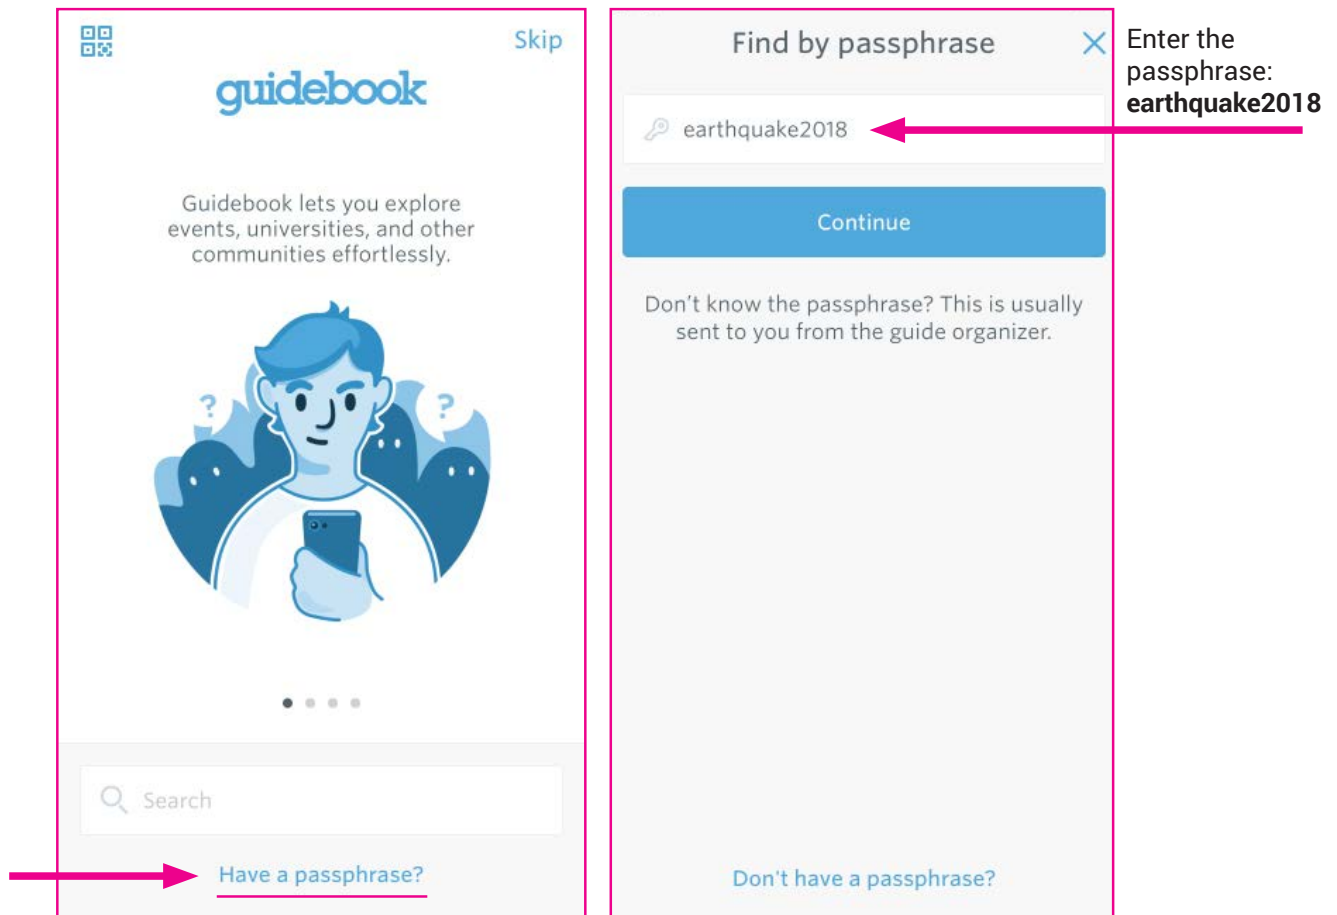 Skip
guidebook
Guidebook lets you explore
events, universities, and other
communities effortlessly.
?
?
Search
Have a passphrase?
Find by passphrase
earthquake2018
Continue
Don't know the passphrase? This is usually
sent to you from the guide organizer.
Don't have a passphrase?
Enter the
passphrase:
earthquake2018